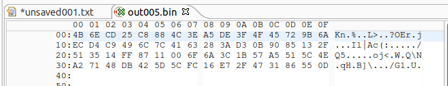 *unsaved001.txt out005.bin
00 01 02 03 04 05 06 07 08 09 0A 0B 0C 0D 0E 0F
00: 4B 6E CD 25 C8 88 4C 3E A5 DE 3F 4F 45 72 9B 6A Kn.%..L>..?OEr.j
10: EC D4 C9 49 6C 7C 41 63 28 3A D3 0B 90 85 13 2F ...Il|Ac(:...../
20: 51 35 14 FF 87 11 00 6F 6A 3C 1B 57 A5 51 5C 4E Q5.....oj<.W.Q\N
30: A2 71 48 DB 42 5D 5C FC 16 E7 2F 47 31 86 55 0D .qH.B]\.../G1.U.
40:
50: